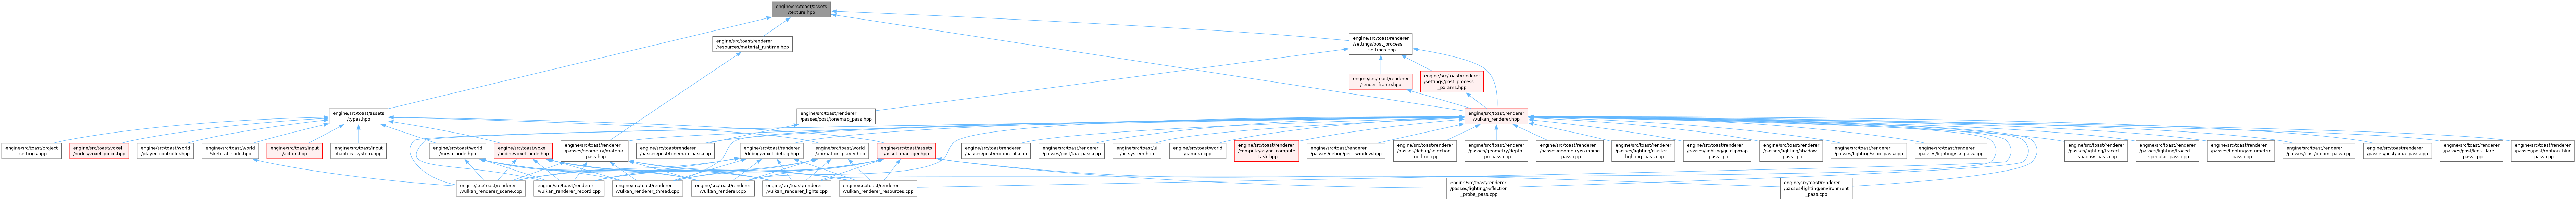 engine/src/toast/assets
/texture.hpp
engine/src/toast/renderer
/resources/material_runtime.hpp
engine/src/toast/renderer
/settings/post_process
_settings.hpp
engine/src/toast/renderer
/render_frame.hpp
engine/src/toast/renderer
/settings/post_process
_params.hpp
engine/src/toast/assets
/types.hpp
engine/src/toast/renderer
/passes/post/tonemap_pass.hpp
engine/src/toast/renderer
/vulkan_renderer.hpp
engine/src/toast/project
_settings.hpp
engine/src/toast/voxel
/nodes/voxel_piece.hpp
engine/src/toast/world
/player_controller.hpp
engine/src/toast/world
/skeletal_node.hpp
engine/src/toast/input
/action.hpp
engine/src/toast/input
/haptics_system.hpp
engine/src/toast/world
/mesh_node.hpp
engine/src/toast/voxel
/nodes/voxel_node.hpp
engine/src/toast/renderer
/passes/geometry/material
_pass.hpp
engine/src/toast/renderer
/passes/post/tonemap_pass.cpp
engine/src/toast/renderer
/debug/voxel_debug.hpp
engine/src/toast/world
/animation_player.hpp
engine/src/toast/assets
/asset_manager.hpp
engine/src/toast/renderer
/passes/post/motion_fill.cpp
engine/src/toast/renderer
/passes/post/taa_pass.cpp
engine/src/toast/ui
/ui_system.hpp
engine/src/toast/world
/camera.cpp
engine/src/toast/renderer
/compute/async_compute
_task.hpp
engine/src/toast/renderer
/passes/debug/perf_window.hpp
engine/src/toast/renderer
/passes/debug/selection
_outline.cpp
engine/src/toast/renderer
/passes/geometry/depth
_prepass.cpp
engine/src/toast/renderer
/passes/geometry/skinning
_pass.cpp
engine/src/toast/renderer
/passes/lighting/cluster
_lighting_pass.cpp
engine/src/toast/renderer
/passes/lighting/gi_clipmap
_pass.cpp
engine/src/toast/renderer
/passes/lighting/shadow
_pass.cpp
engine/src/toast/renderer
/passes/lighting/ssao_pass.cpp
engine/src/toast/renderer
/passes/lighting/ssr_pass.cpp
engine/src/toast/renderer
/passes/lighting/traced
_shadow_pass.cpp
engine/src/toast/renderer
/passes/lighting/traced
_specular_pass.cpp
engine/src/toast/renderer
/passes/lighting/volumetric
_pass.cpp
engine/src/toast/renderer
/passes/post/bloom_pass.cpp
engine/src/toast/renderer
/passes/post/fxaa_pass.cpp
engine/src/toast/renderer
/passes/post/lens_flare
_pass.cpp
engine/src/toast/renderer
/passes/post/motion_blur
_pass.cpp
engine/src/toast/renderer
/vulkan_renderer_scene.cpp
engine/src/toast/renderer
/vulkan_renderer_record.cpp
engine/src/toast/renderer
/vulkan_renderer_thread.cpp
engine/src/toast/renderer
/vulkan_renderer.cpp
engine/src/toast/renderer
/vulkan_renderer_lights.cpp
engine/src/toast/renderer
/vulkan_renderer_resources.cpp
engine/src/toast/renderer
/passes/lighting/reflection
_probe_pass.cpp
engine/src/toast/renderer
/passes/lighting/environment
_pass.cpp